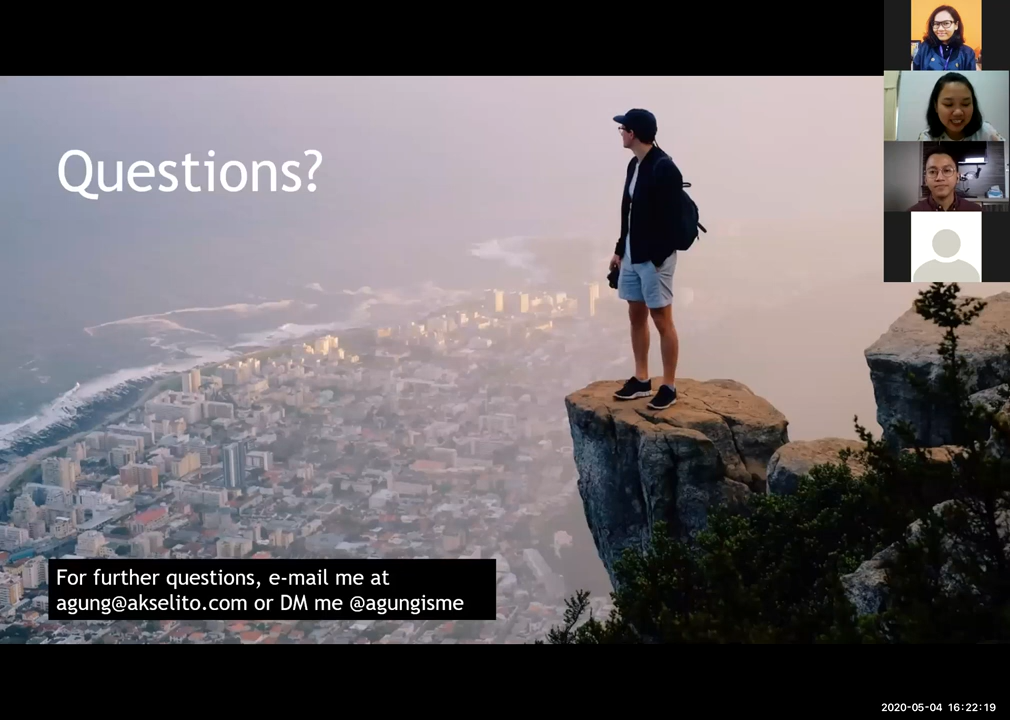 Questions?
For further questions, e-mail me at
agung@akselito.com or DM me @agungisme
2020-05-04 16:22:19